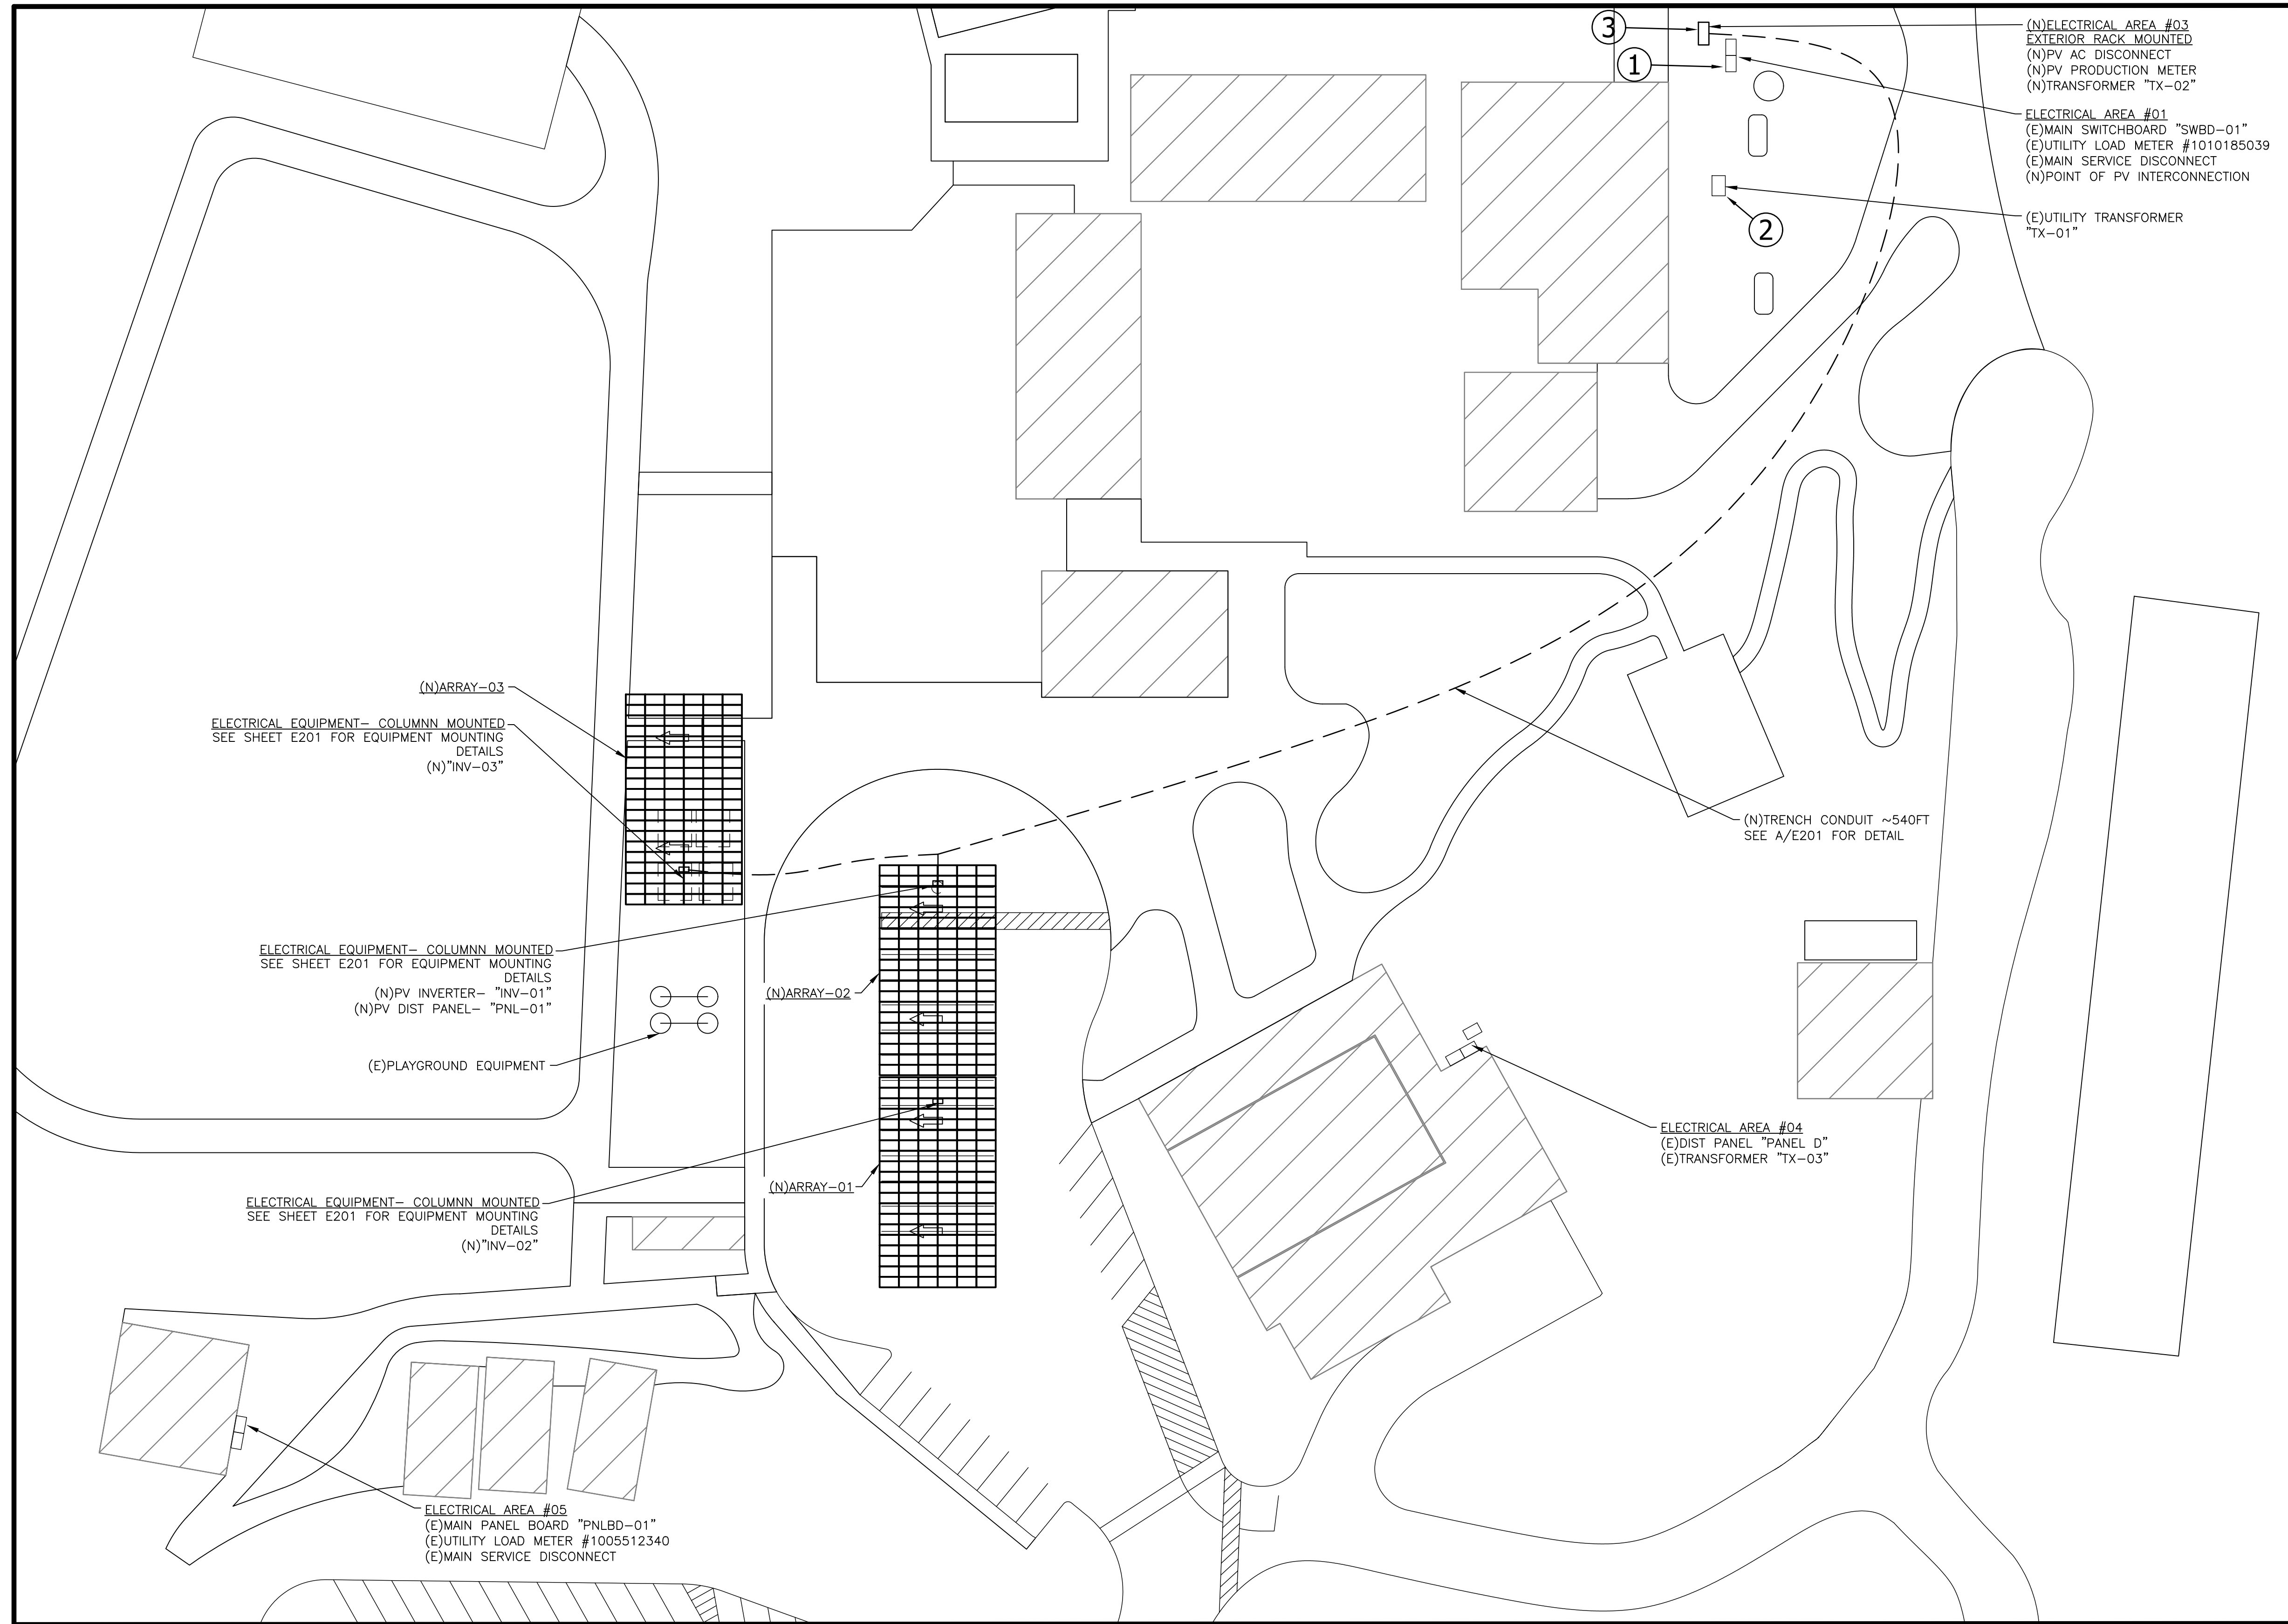 3
1
2
(N)ELECTRICAL AREA #03
EXTERIOR RACK MOUNTED
(N)PV AC DISCONNECT
(N)PV PRODUCTION METER
(N)TRANSFORMER "TX-02"
ELECTRICAL AREA #01
(E)MAIN SWITCHBOARD "SWBD-01"
(E)UTILITY LOAD METER #1010185039
(E)MAIN SERVICE DISCONNECT
(N)POINT OF PV INTERCONNECTION
(E)UTILITY TRANSFORMER
"TX-01"
(N)ARRAY-03
ELECTRICAL EQUIPMENT- COLUMNN MOUNTED
SEE SHEET E201 FOR EQUIPMENT MOUNTING
DETAILS
(N)"INV-03"
(N)TRENCH CONDUIT ~540FT
SEE A/E201 FOR DETAIL
ELECTRICAL EQUIPMENT- COLUMNN MOUNTED
SEE SHEET E201 FOR EQUIPMENT MOUNTING
DETAILS
(N)PV INVERTER- "INV-01"
(N)PV DIST PANEL- "PNL-01"
(N)ARRAY-02
(E)PLAYGROUND EQUIPMENT
ELECTRICAL AREA #04
(E)DIST PANEL "PANEL D"
(E)TRANSFORMER "TX-03"
(N)ARRAY-01
ELECTRICAL EQUIPMENT- COLUMNN MOUNTED
SEE SHEET E201 FOR EQUIPMENT MOUNTING
DETAILS
(N)"INV-02"
ELECTRICAL AREA #05
(E)MAIN PANEL BOARD "PNLBD-01"
(E)UTILITY LOAD METER #1005512340
(E)MAIN SERVICE DISCONNECT